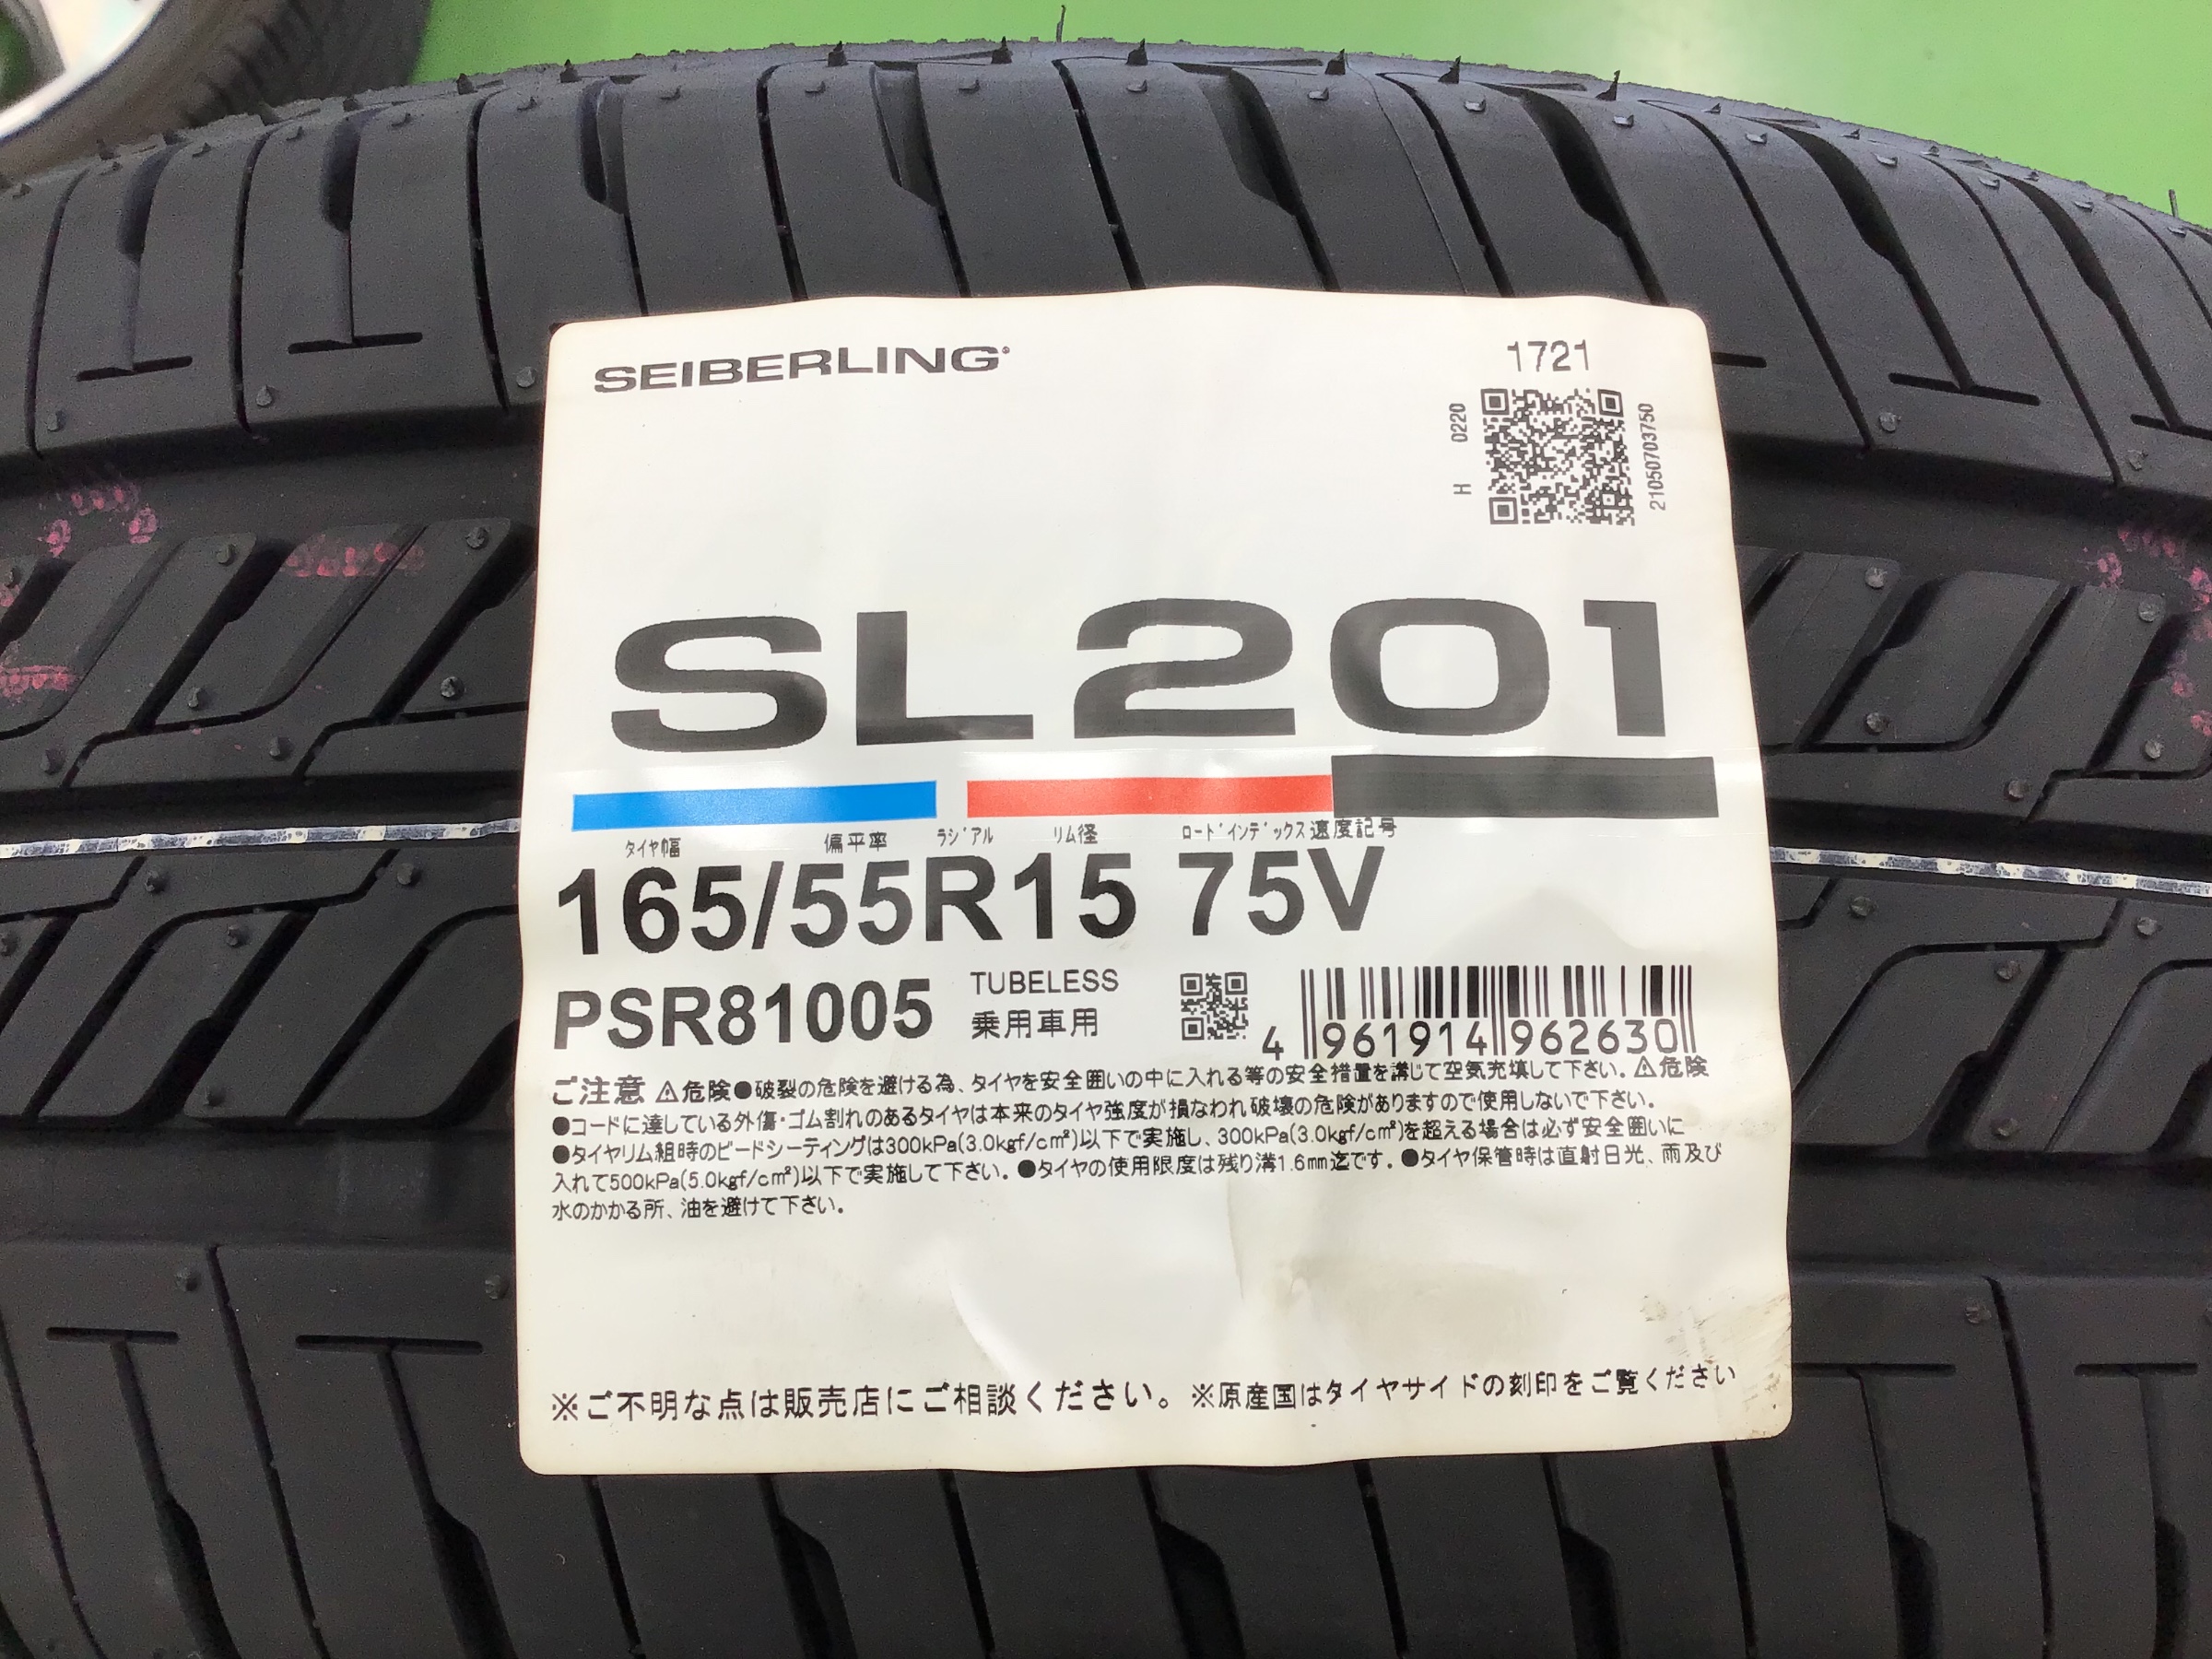 SEIBERLING
1721
H 0220
21050703750
SL201
タイヤ幅 偏平率 ラジアル リム径 ロードインデックス 速度記号
165/55R15 75V
PSR81005
TUBELESS
乗用車用
4 961914 962630
ご注意 ⚠危険●破裂の危険を避ける為、タイヤを安全囲いの中に入れる等の安全措置を講じて空気充填して下さい。⚠危険
●コードに達している外傷・ゴム割れのあるタイヤは本来のタイヤ強度が損なわれ破壊の危険がありますので使用しないで下さい。
●タイヤリム組時のビードシーティングは300kPa(3.0kgf/c㎡)以下で実施し、300kPa(3.0kgf/c㎡)を超える場合は必ず安全囲いに
入れて500kPa(5.0kgf/c㎡)以下で実施して下さい。●タイヤの使用限度は残り溝1.6mm迄です。●タイヤ保管時は直射日光、雨及び
水のかかる所、油を避けて下さい。
※ご不明な点は販売店にご相談ください。※原産国はタイヤサイドの刻印をご覧ください